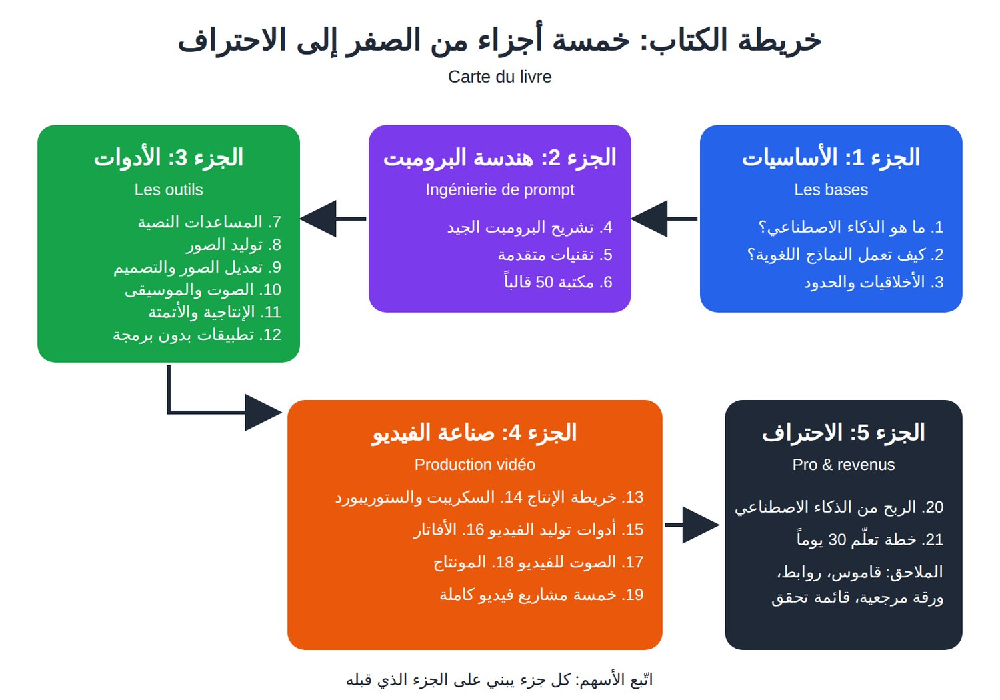 خريطة الكتاب: خمسة أجزاء من الصفر إلى الاحتراف
Carte du livre
الجزء 1: الأساسيات
Les bases
1. ما هو الذكاء الاصطناعي؟
2. كيف تعمل النماذج اللغوية؟
3. الأخلاقيات والحدود
الجزء 2: هندسة البرومبت
Ingénierie de prompt
4. تشريح البرومبت الجيد
5. تقنيات متقدمة
6. مكتبة 50 قالباً
الجزء 3: الأدوات
Les outils
7. المساعدات النصية
8. توليد الصور
9. تعديل الصور والتصميم
10. الصوت والموسيقى
11. الإنتاجية والأتمتة
12. تطبيقات بدون برمجة
الجزء 4: صناعة الفيديو
Production vidéo
13. خريطة الإنتاج 14. السكريبت والستوريبورد
15. أدوات توليد الفيديو 16. الأفاتار
17. الصوت للفيديو 18. المونتاج
19. خمسة مشاريع فيديو كاملة
الجزء 5: الاحتراف
Pro & revenus
20. الربح من الذكاء الاصطناعي
21. خطة تعلّم 30 يوماً
الملاحق: قاموس، روابط،
ورقة مرجعية، قائمة تحقق
اتّبع الأسهم: كل جزء يبني على الجزء الذي قبله